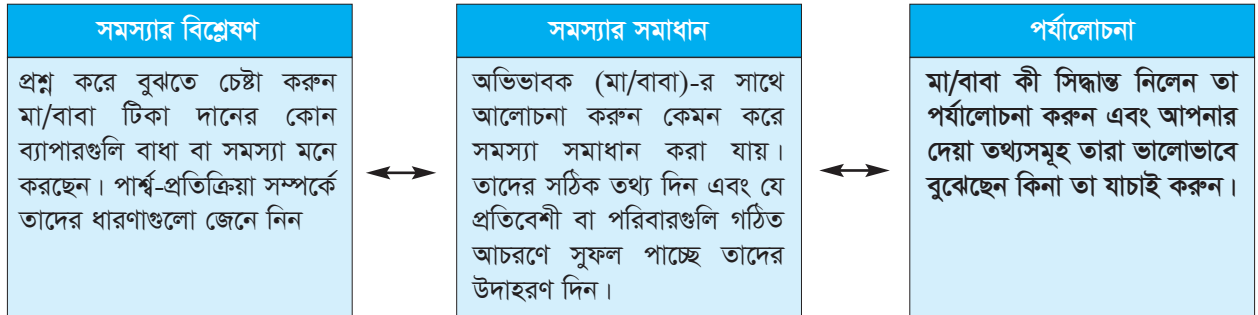 সমস্যার বিশ্লেষণ
প্রশ্ন করে বুঝতে চেষ্টা করুন
মা/বাবা টিকা দানের কোন
ব্যাপারগুলি বাধা বা সমস্যা মনে
করছেন। পার্শ্ব-প্রতিক্রিয়া সম্পর্কে
তাদের ধারণাগুলো জেনে নিন
সমস্যার সমাধান
অভিভাবক (মা/বাবা)-র সাথে
আলোচনা করুন কেমন করে
সমস্যা সমাধান করা যায়।
তাদের সঠিক তথ্য দিন এবং যে
প্রতিবেশী বা পরিবারগুলি গঠিত
আচরণে সুফল পাচ্ছে তাদের
উদাহরণ দিন।
পর্যালোচনা
মা/বাবা কী সিদ্ধান্ত নিলেন তা
পর্যালোচনা করুন এবং আপনার
দেয়া তথ্যসমূহ তারা ভালোভাবে
বুঝেছেন কিনা তা যাচাই করুন।